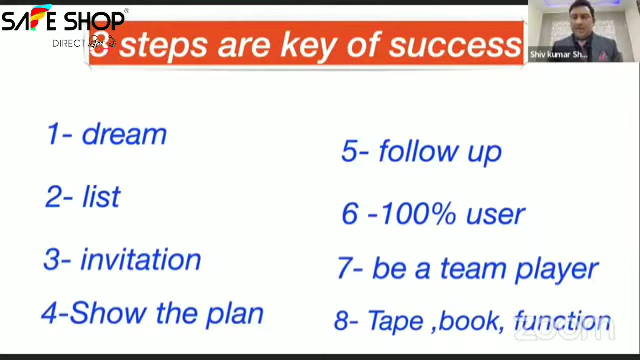 SAFE SHOP
DIRECT
8 steps are key of success
Shiv kumar Sh...
1- dream
2- list
3- invitation
4-Show the plan
5- follow up
6 -100% user
7- be a team player
8- Tape ,book, function
zoom